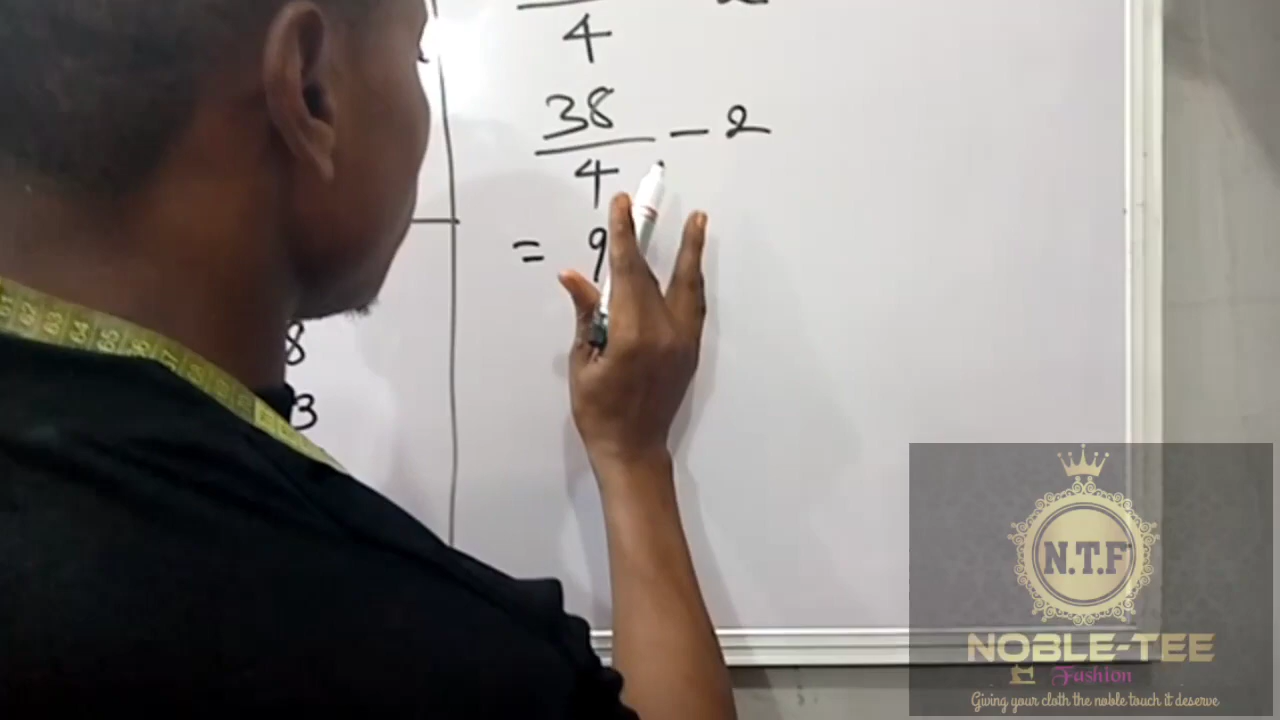 4
38
4
- 2
= 9
8
3
N.T.F
NOBLE-TEE
Fashion
Giving your cloth the noble touch it deserve